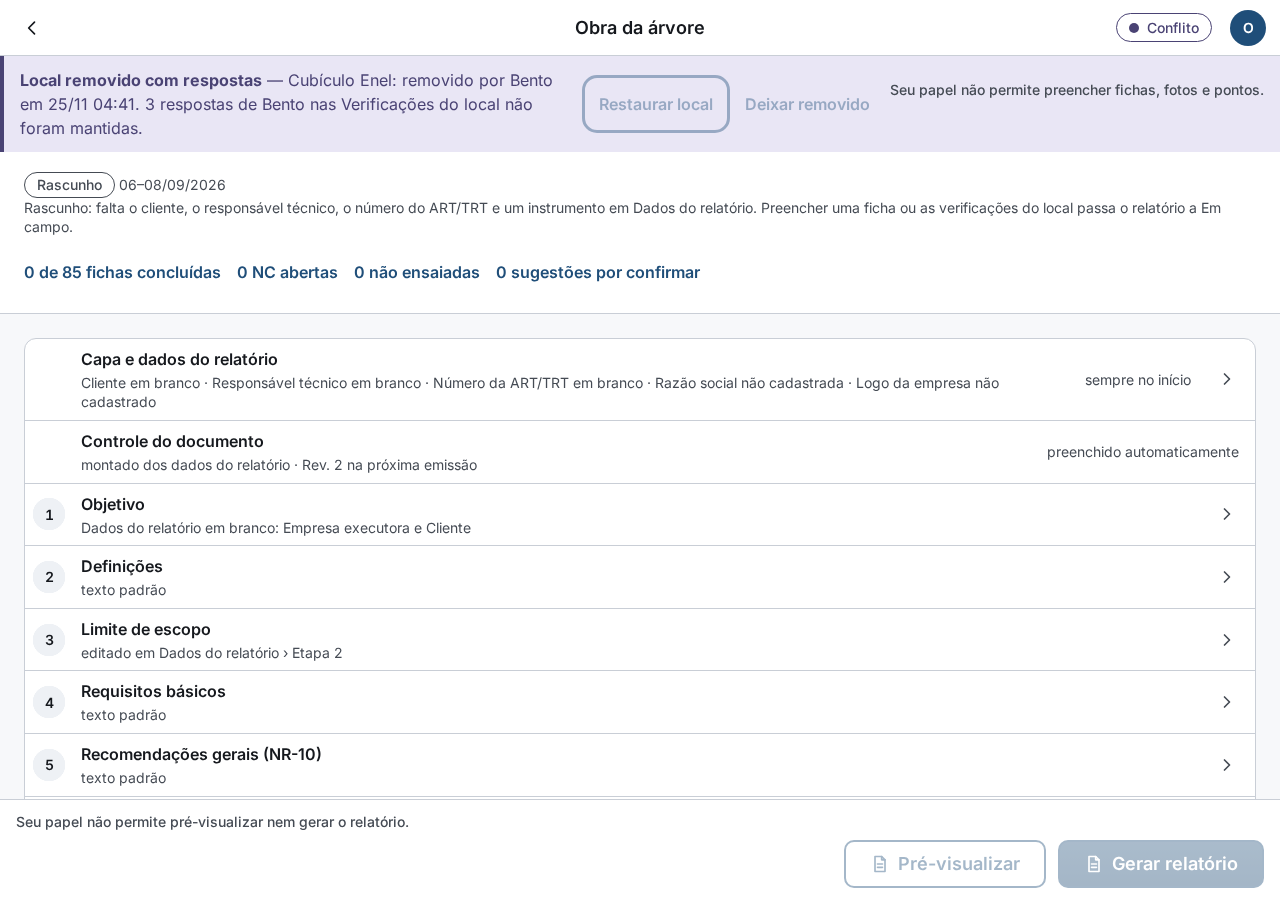 Obra da árvore
Conflito
O
Local removido com respostas — Cubículo Enel: removido por Bento
em 25/11 04:41. 3 respostas de Bento nas Verificações do local não
foram mantidas.
Restaurar local
Deixar removido
Seu papel não permite preencher fichas, fotos e pontos.
Rascunho 06–08/09/2026
Rascunho: falta o cliente, o responsável técnico, o número do ART/TRT e um instrumento em Dados do relatório. Preencher uma ficha ou as verificações do local passa o relatório a Em
campo.
0 de 85 fichas concluídas 0 NC abertas 0 não ensaiadas 0 sugestões por confirmar
Capa e dados do relatório
Cliente em branco · Responsável técnico em branco · Número da ART/TRT em branco · Razão social não cadastrada · Logo da empresa não
cadastrado
sempre no início
Controle do documento
montado dos dados do relatório · Rev. 2 na próxima emissão
preenchido automaticamente
1
Objetivo
Dados do relatório em branco: Empresa executora e Cliente
2
Definições
texto padrão
3
Limite de escopo
editado em Dados do relatório › Etapa 2
4
Requisitos básicos
texto padrão
5
Recomendações gerais (NR-10)
texto padrão
Seu papel não permite pré-visualizar nem gerar o relatório.
Pré-visualizar
Gerar relatório